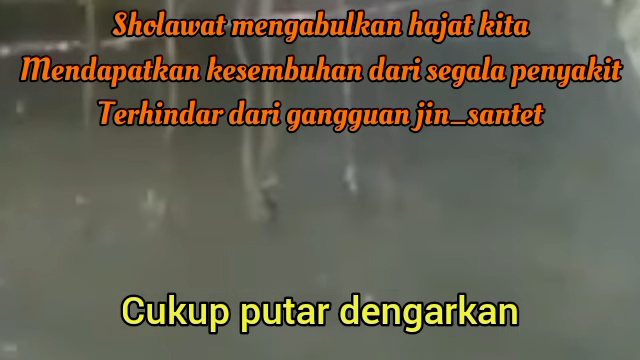 Sholawat mengabulkan hajat kita
Mendapatkan kesembuhan dari segala penyakit
Terhindar dari gangguan jin_santet
Cukup putar dengarkan